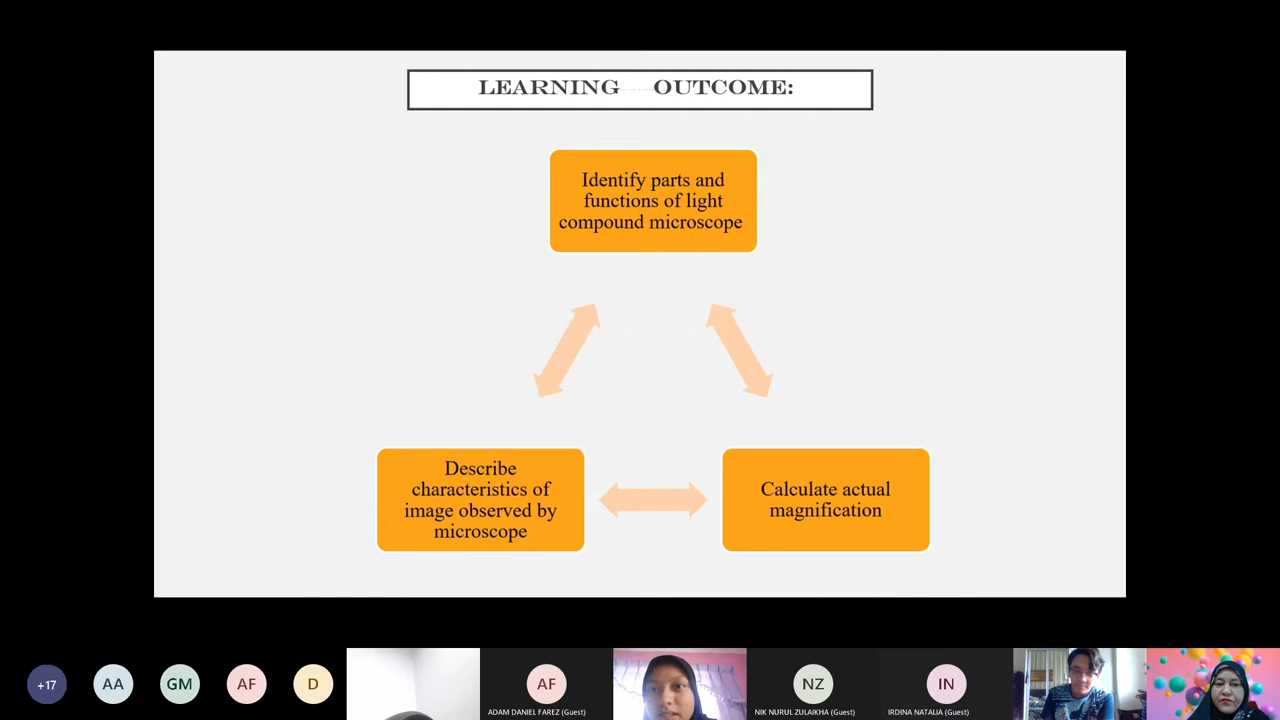 LEARNING OUTCOME:
Identify parts and
functions of light
compound microscope
Describe
characteristics of
image observed by
microscope
Calculate actual
magnification
+17
AA
GM
AF
D
AF
NZ
IN
ADAM DANIEL FAREZ (Guest)
NIK NURUL ZULAIKHA (Guest)
IRDINA NATALIA (Guest)